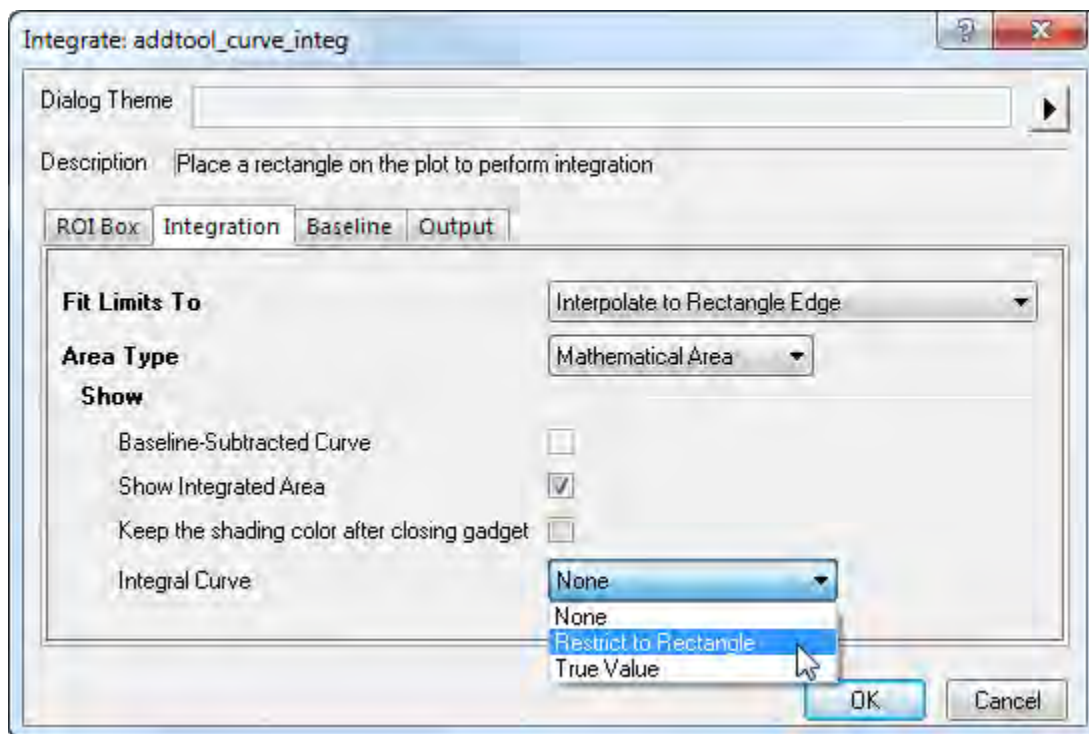 Integrate: addtool_curve_integ
Dialog Theme
Description Place a rectangle on the plot to perform integration
ROI Box Integration Baseline Output
Fit Limits To Interpolate to Rectangle Edge
Area Type Mathematical Area
Show
Baseline-Subtracted Curve
Show Integrated Area
Keep the shading color after closing gadget
Integral Curve None
None
Restrict to Rectangle
True Value
OK Cancel